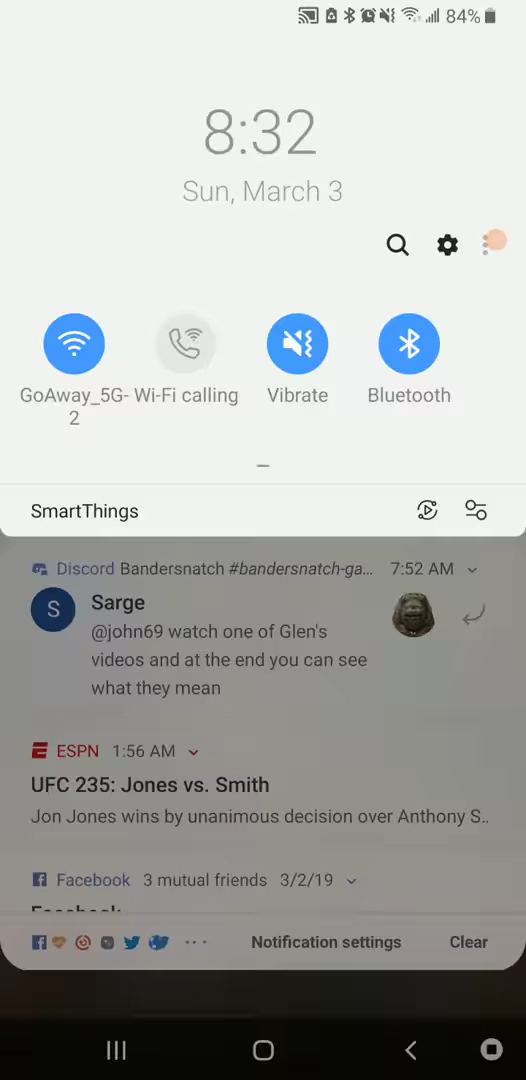 84%
8:32
Sun, March 3
GoAway_5G-2
Wi-Fi calling
Vibrate
Bluetooth
SmartThings
Discord Bandersnatch #bandersnatch-ga... 7:52 AM
S
Sarge
@john69 watch one of Glen's
videos and at the end you can see
what they mean
ESPN 1:56 AM
UFC 235: Jones vs. Smith
Jon Jones wins by unanimous decision over Anthony S..
Facebook 3 mutual friends 3/2/19
Facebook
Notification settings Clear